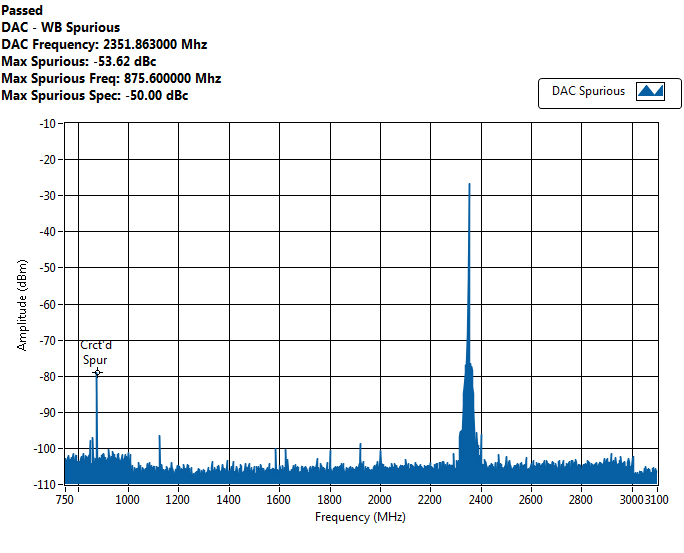 Passed
DAC - WB Spurious
DAC Frequency: 2351.863000 Mhz
Max Spurious: -53.62 dBc
Max Spurious Freq: 875.600000 Mhz
Max Spurious Spec: -50.00 dBc
DAC Spurious
-10
-20
-30
-40
-50
-60
-70
-80
-90
-100
-110
Amplitude (dBm)
Crct'd
Spur
750 1000 1200 1400 1600 1800 2000 2200 2400 2600 2800 3000 3100
Frequency (MHz)